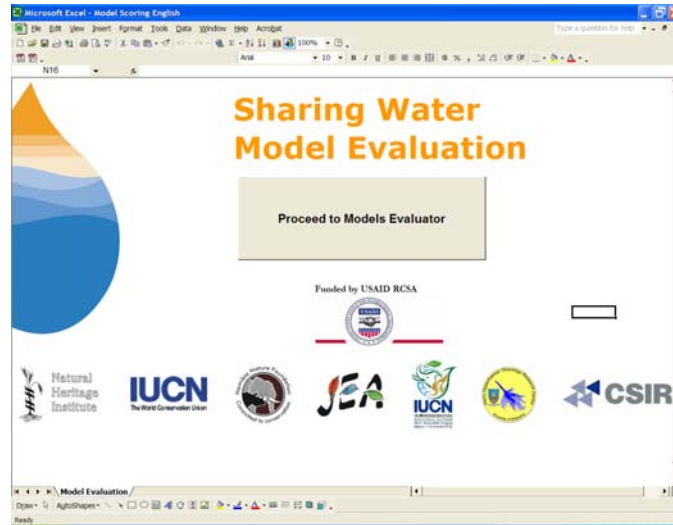 Microsoft Excel - Model Scoring English
File Edit View Insert Format Tools Data Window Help Acrobat
Type a question for help
100%
Arial
10
B I U
N16
Sharing Water
Model Evaluation
Proceed to Models Evaluator
Funded by USAID RCSA
USAID
Natural
Heritage
Institute
IUCN
The World Conservation Union
JEA
IUCN
CSIR
Model Evaluation
Draw
AutoShapes
Ready